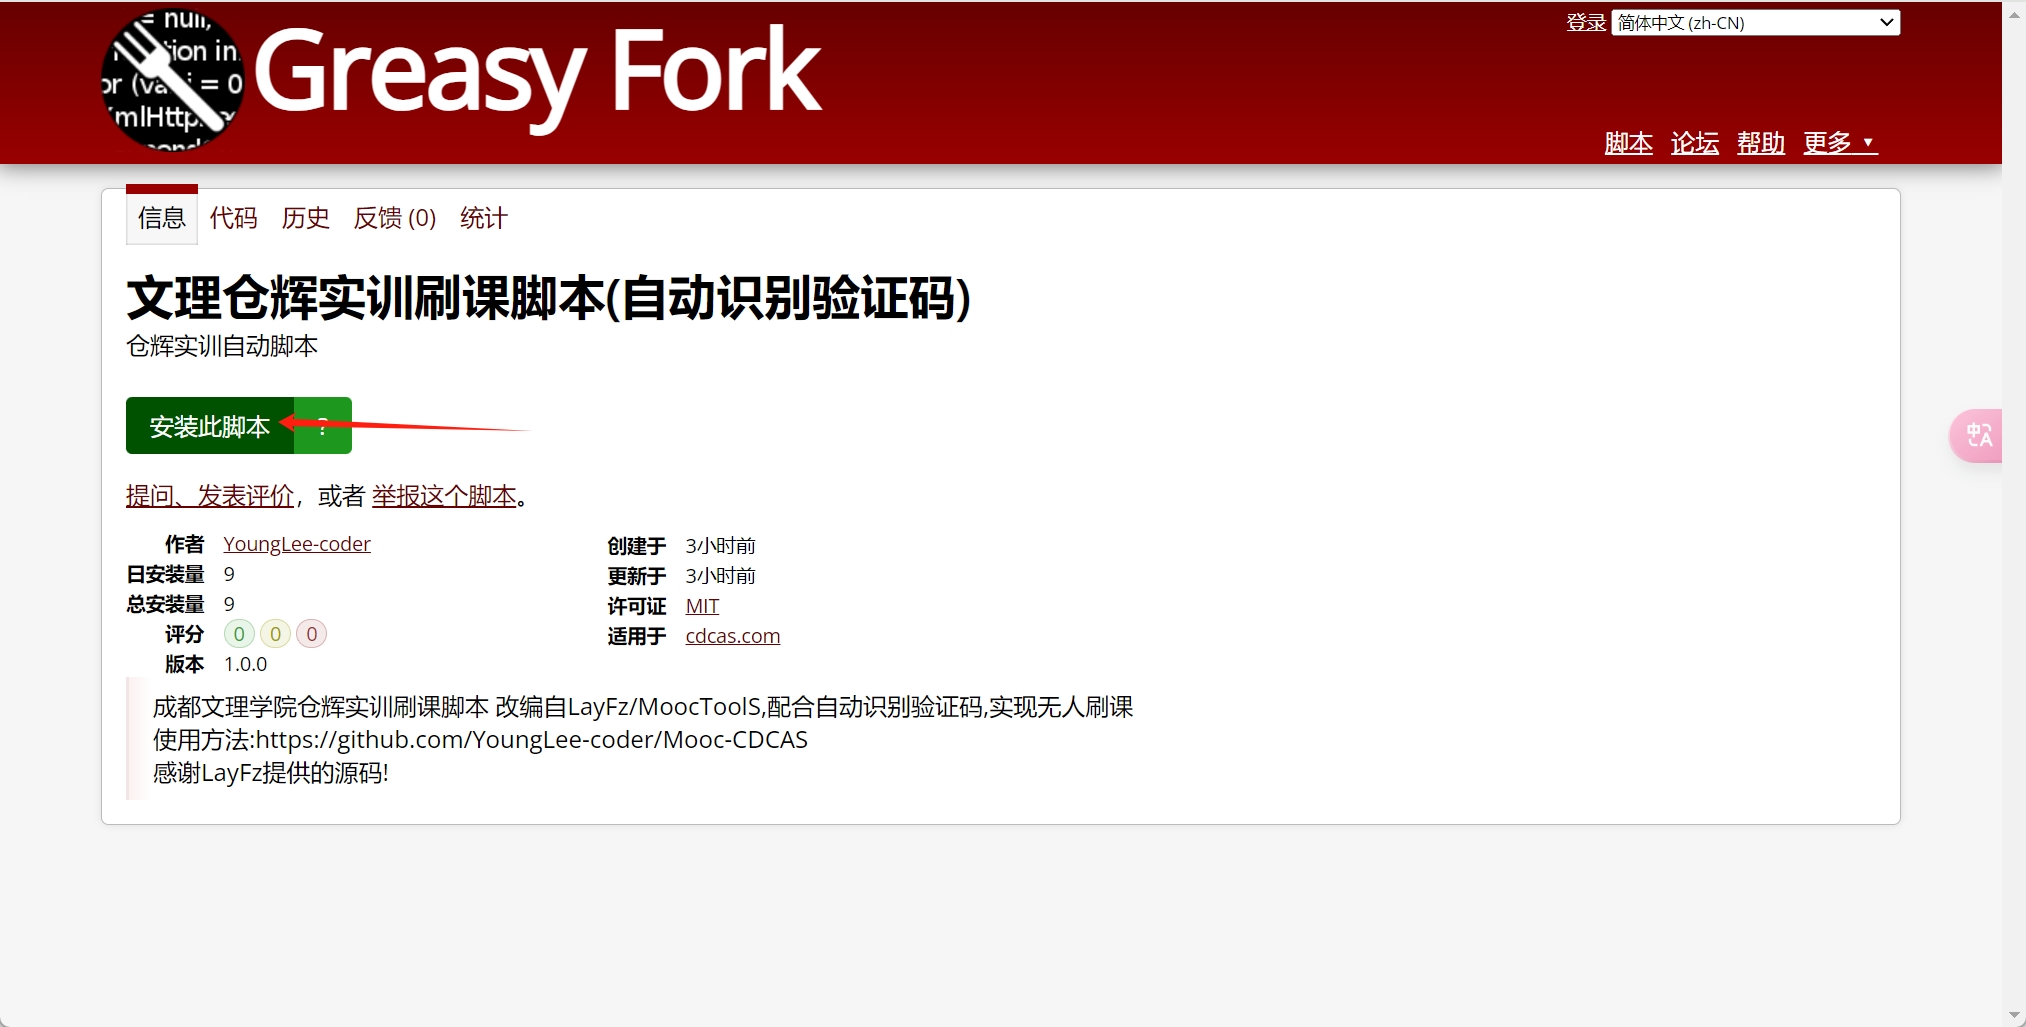 = null,
tion in
or (va i = 0
mlHttp
Greasy Fork
登录 简体中文 (zh-CN)
脚本 论坛 帮助 更多
信息 代码 历史 反馈 (0) 统计
文理仓辉实训刷课脚本(自动识别验证码)
仓辉实训自动脚本
安装此脚本 ?
提问、发表评价，或者 举报这个脚本。
作者 YoungLee-coder
日安装量 9
总安装量 9
评分 0 0 0
版本 1.0.0
创建于 3小时前
更新于 3小时前
许可证 MIT
适用于 cdcas.com
成都文理学院仓辉实训刷课脚本 改编自LayFz/MoocToolS,配合自动识别验证码,实现无人刷课
使用方法:https://github.com/YoungLee-coder/Mooc-CDCAS
感谢LayFz提供的源码!
中A